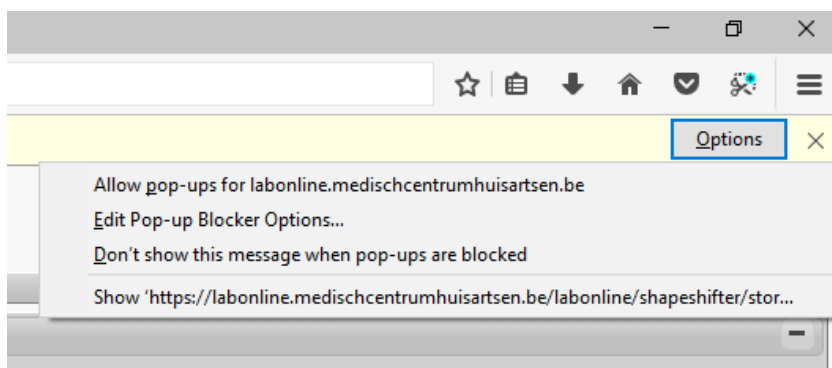 Options
Allow pop-ups for labonline.medischcentrumhuisartsen.be
Edit Pop-up Blocker Options...
Don't show this message when pop-ups are blocked
Show 'https://labonline.medischcentrumhuisartsen.be/labonline/shapeshifter/stor...